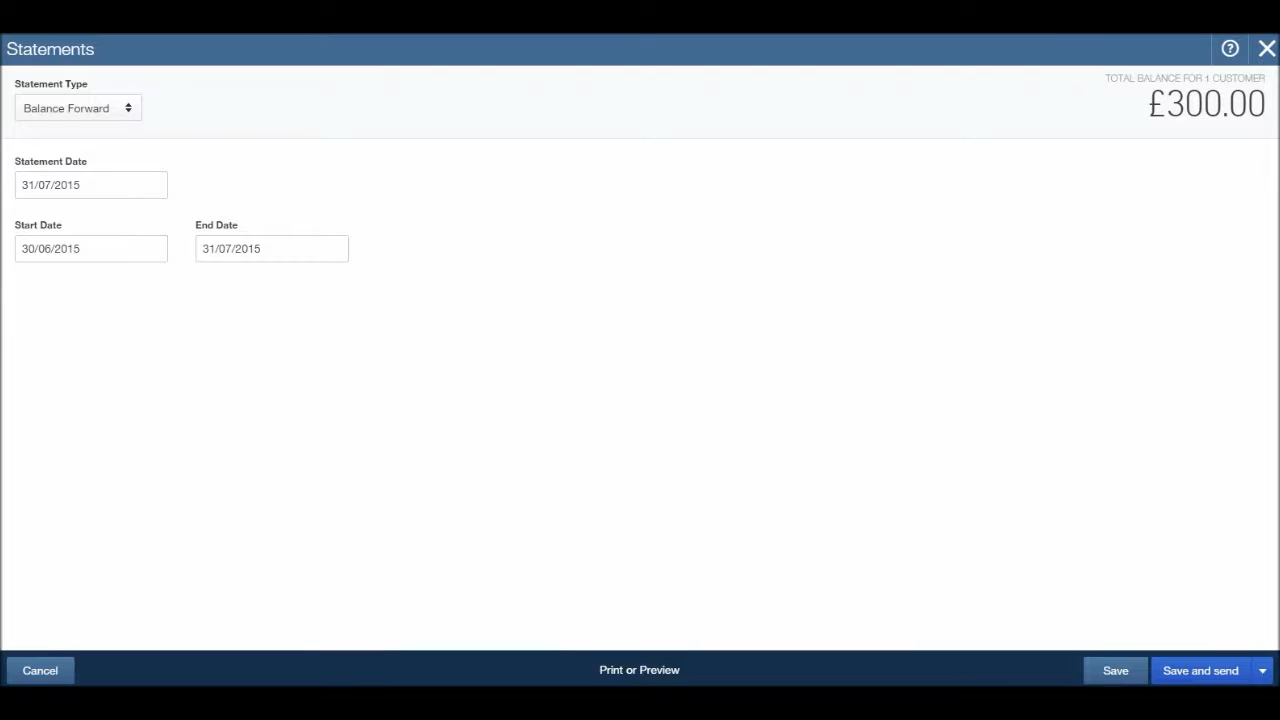 Statements
Statement Type
TOTAL BALANCE FOR 1 CUSTOMER
Balance Forward
£300.00
Statement Date
31/07/2015
Start Date
End Date
30/06/2015
31/07/2015
Cancel
Print or Preview
Save
Save and send